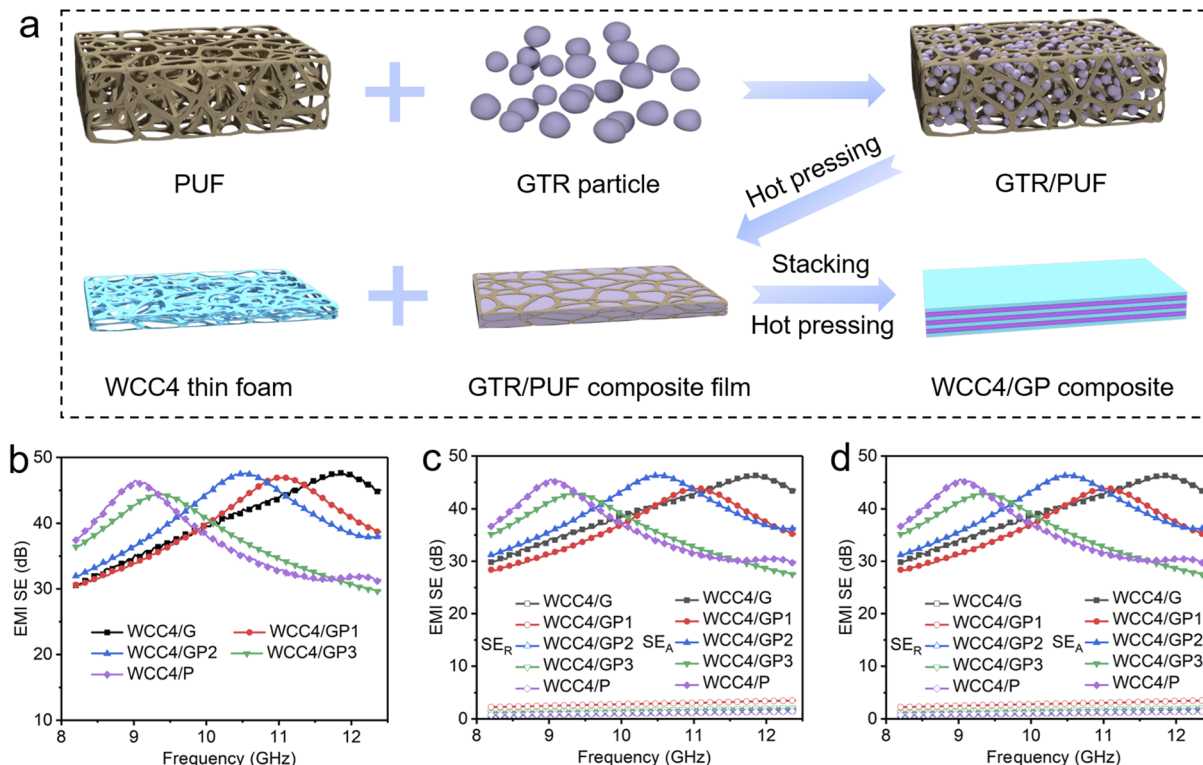 a
PUF
GTR particle
GTR/PUF
Hot pressing
Stacking
Hot pressing
WCC4 thin foam
GTR/PUF composite film
WCC4/GP composite
b
50
40
30
20
10
EMI SE (dB)
WCC4/G
WCC4/GP1
WCC4/GP2
WCC4/GP3
WCC4/P
8 9 10 11 12
Frequency (GHz)
c
50
40
30
20
10
0
EMI SE (dB)
WCC4/G WCC4/G
WCC4/GP1 WCC4/GP1
SER WCC4/GP2 SEA WCC4/GP2
WCC4/GP3 WCC4/GP3
WCC4/P WCC4/P
8 9 10 11 12
Frequency (GHz)
d
50
40
30
20
10
0
EMI SE (dB)
WCC4/G WCC4/G
WCC4/GP1 WCC4/GP1
SER WCC4/GP2 SEA WCC4/GP2
WCC4/GP3 WCC4/GP3
WCC4/P WCC4/P
8 9 10 11 12
Frequency (GHz)